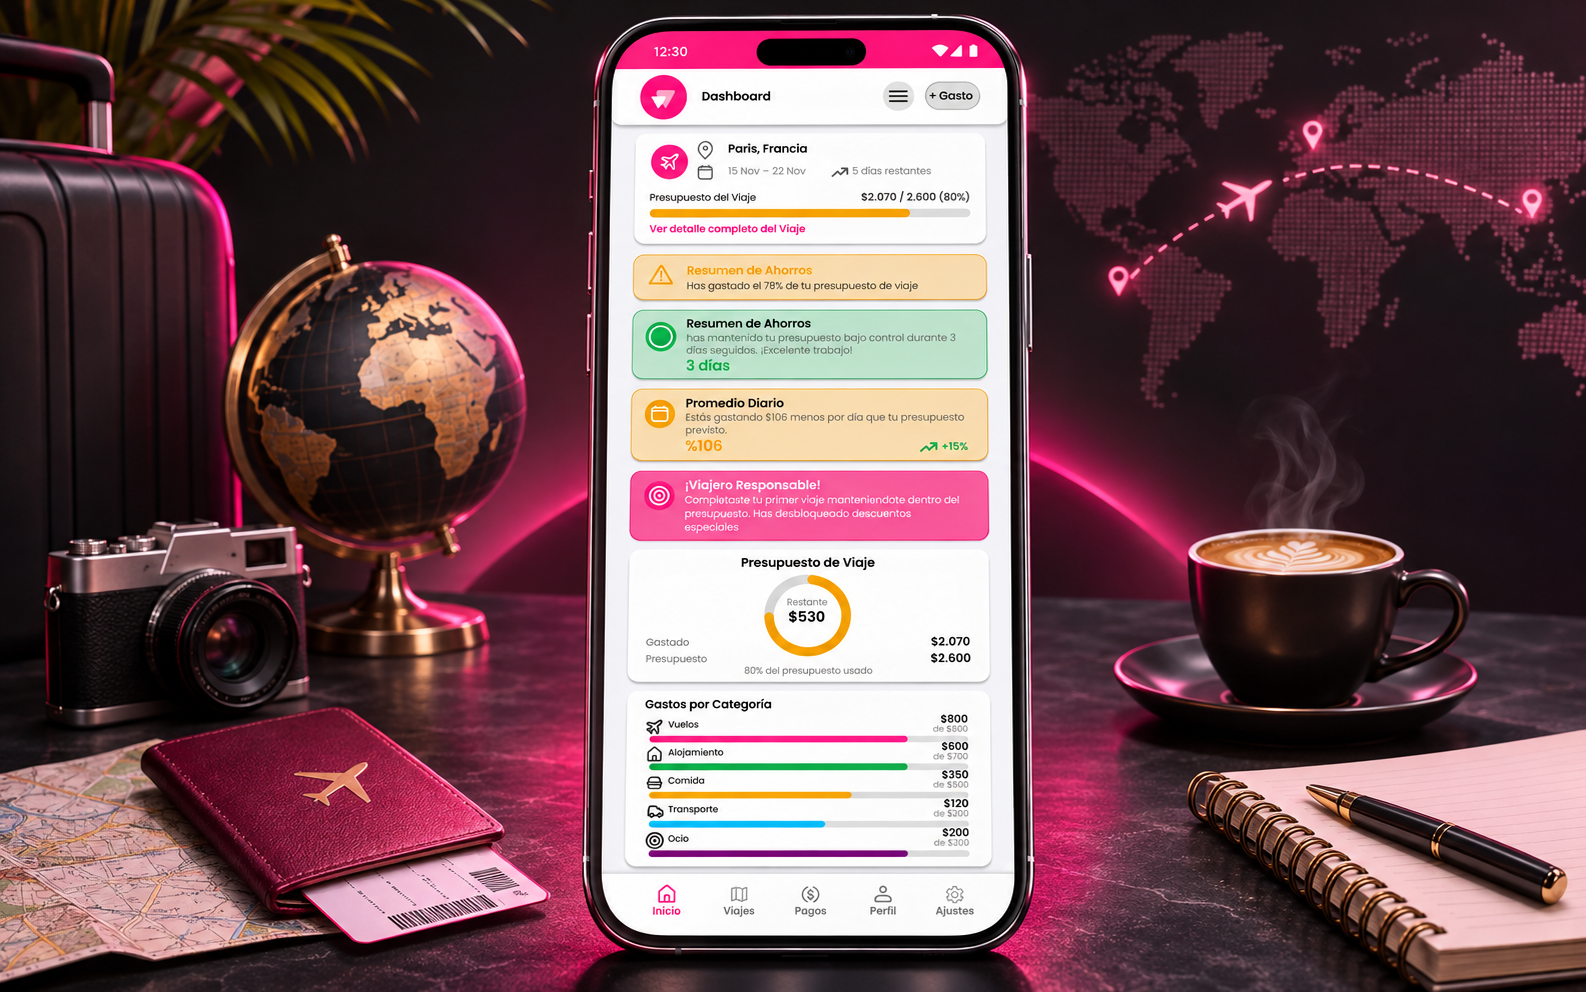 12:30
Dashboard
+ Gasto
Paris, Francia
15 Nov – 22 Nov
5 días restantes
Presupuesto del Viaje
$2.070 / 2.600 (80%)
Ver detalle completo del Viaje
Resumen de Ahorros
Has gastado el 78% de tu presupuesto de viaje
Resumen de Ahorros
has mantenido tu presupuesto bajo control durante 3
días seguidos. ¡Excelente trabajo!
3 días
Promedio Diario
Estás gastando $106 menos por día que tu presupuesto
previsto.
%106
+15%
¡Viajero Responsable!
Completaste tu primer viaje manteniendote dentro del
presupuesto. Has desbloqueado descuentos
especiales
Presupuesto de Viaje
Restante
$530
Gastado
$2.070
Presupuesto
$2.600
80% del presupuesto usado
Gastos por Categoría
Vuelos
$800
de
Alojamiento
$600
de $700
Comida
$350
de $500
Transporte
$120
de $200
Ocio
$200
de
Inicio
Viajes
Pagos
Perfil
Ajustes